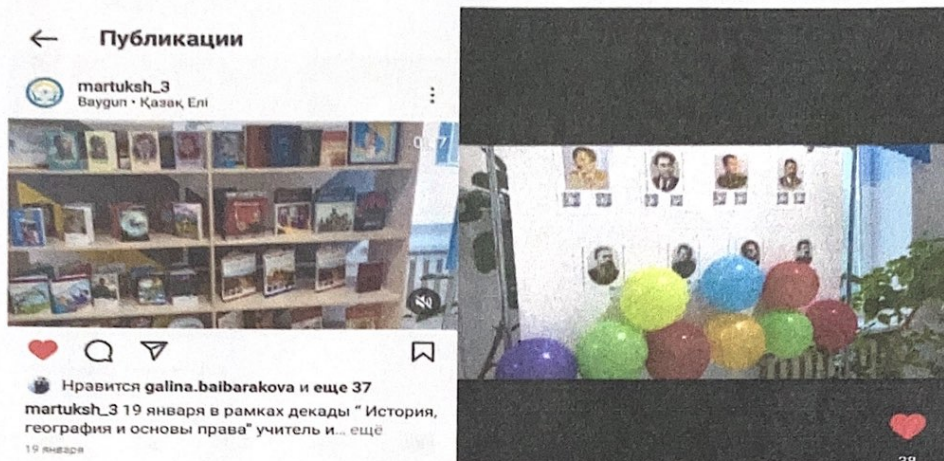 Публикации
martuksh_3
Baygun • Қазақ Елі
Нравится galina.baibarakova и еще 37
martuksh_3 19 января в рамках декады “ История,
география и основы права" учитель и... ещё
19 января
38